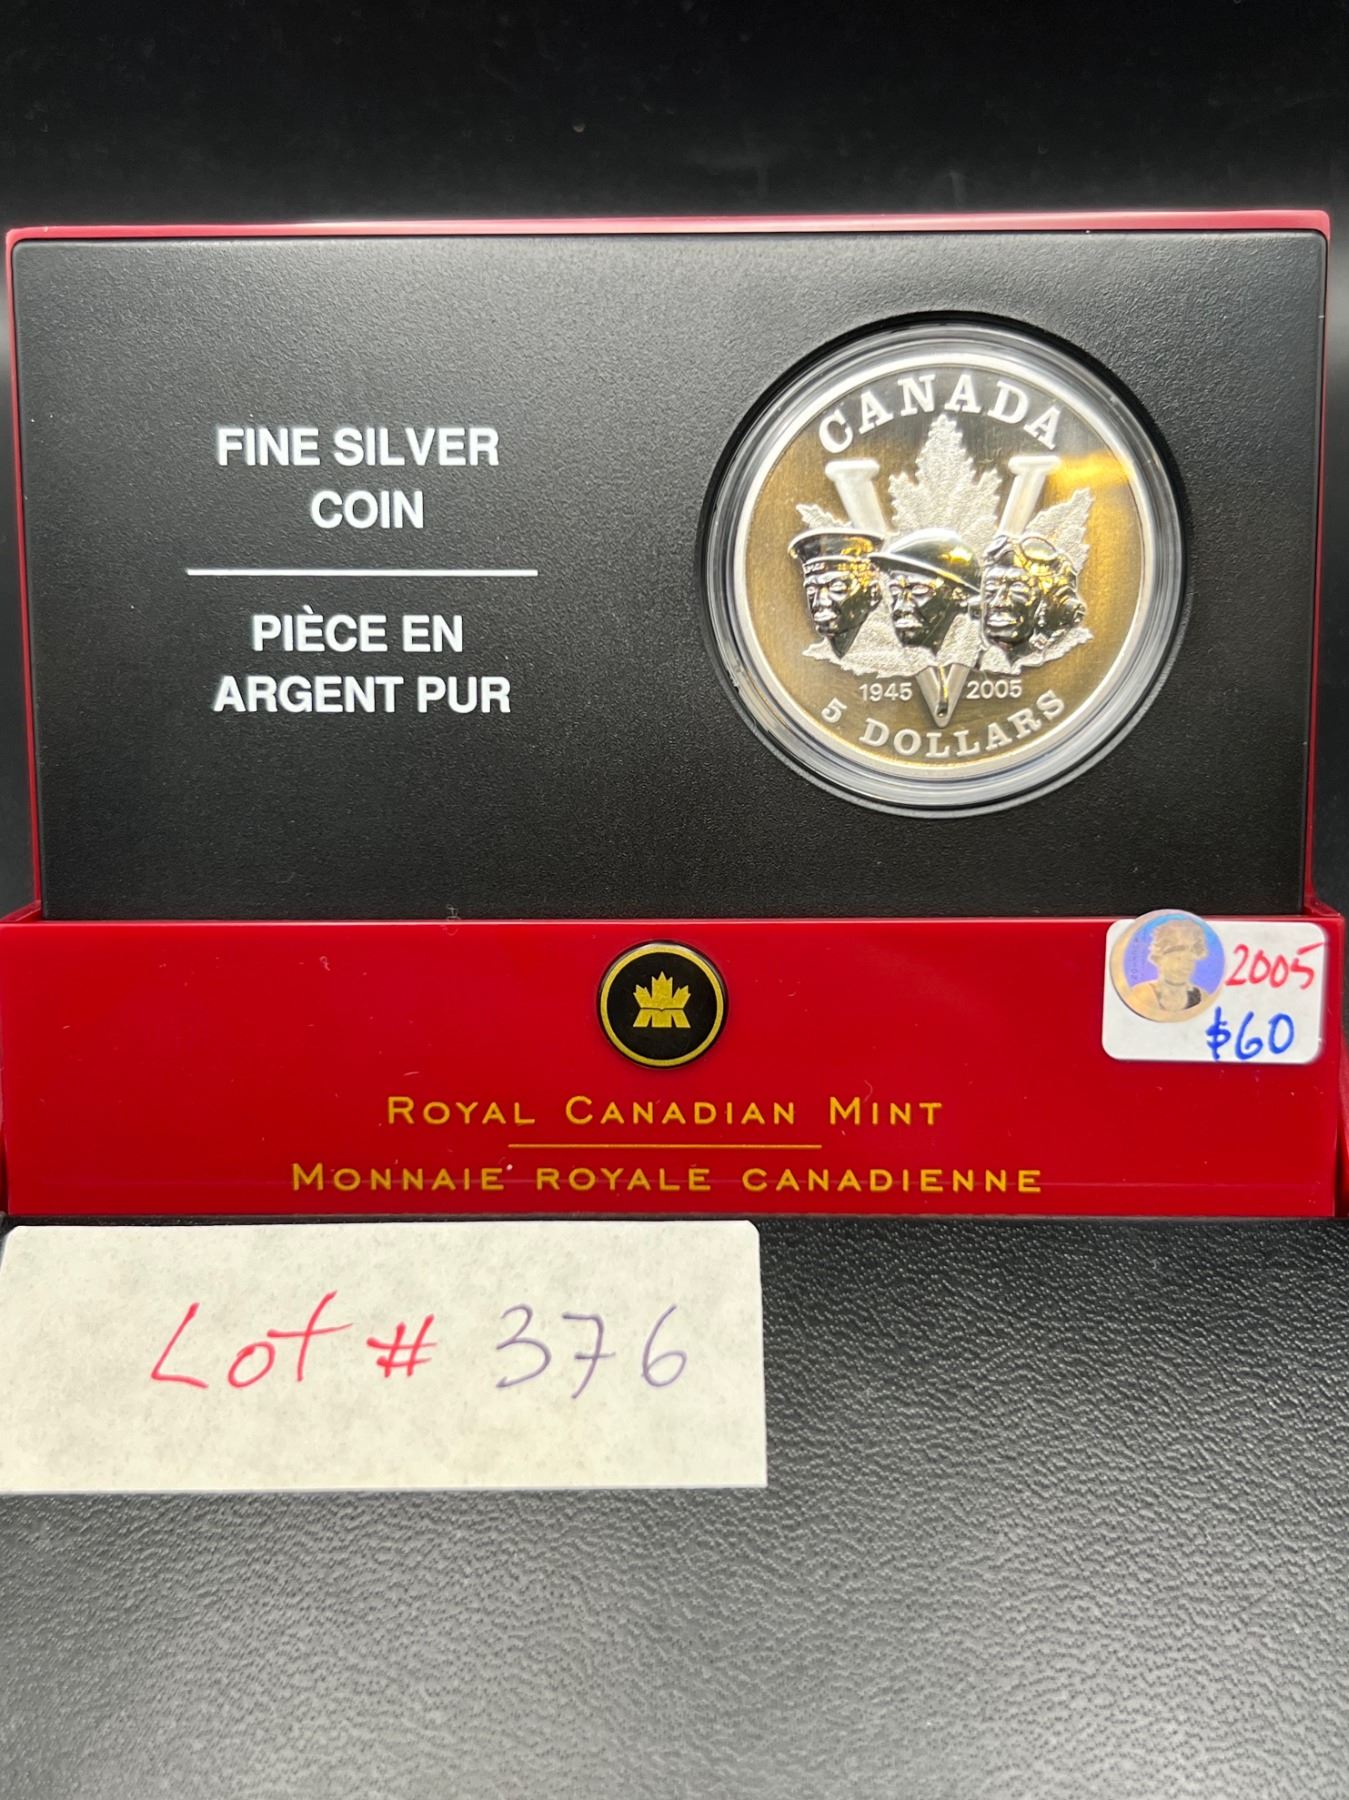 FINE SILVER
COIN
PIÈCE EN
ARGENT PUR
CANADA
1945 2005
5 DOLLARS
2005
$60
ROYAL CANADIAN MINT
MONNAIE ROYALE CANADIENNE
Lot # 376